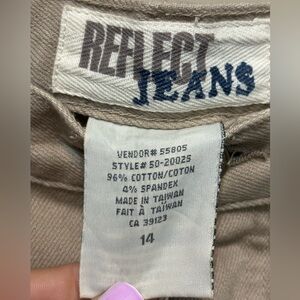 REFLECT
JEANS
VENDOR# 55805
STYLE# 50-20025
96% COTTON/COTON
4% SPANDEX
MADE IN TAIWAN
FAIT À TAÏWAN
CA 39123
14